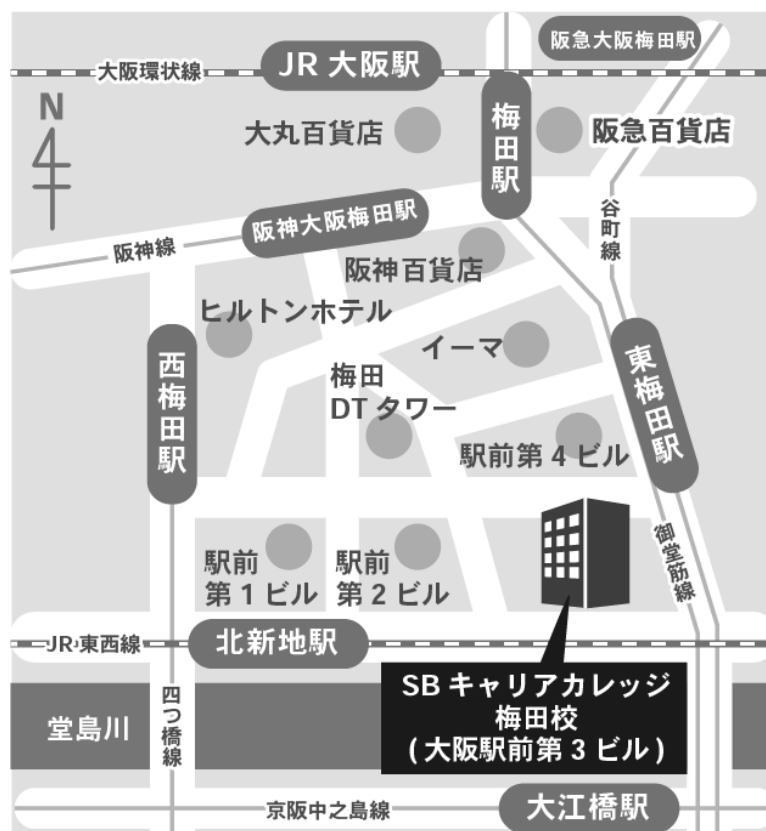 阪急大阪梅田駅
大阪環状線
JR 大阪駅
N
大丸百貨店
梅田駅
阪急百貨店
谷町線
阪神大阪梅田駅
阪神線
阪神百貨店
ヒルトンホテル
イーマ
西梅田駅
梅田
DT タワー
東梅田駅
駅前第 4 ビル
御堂筋線
駅前
第 1 ビル
駅前
第 2 ビル
JR 東西線
北新地駅
SB キャリアカレッジ
梅田校
( 大阪駅前第 3 ビル )
堂島川
四つ橋線
京阪中之島線
大江橋駅